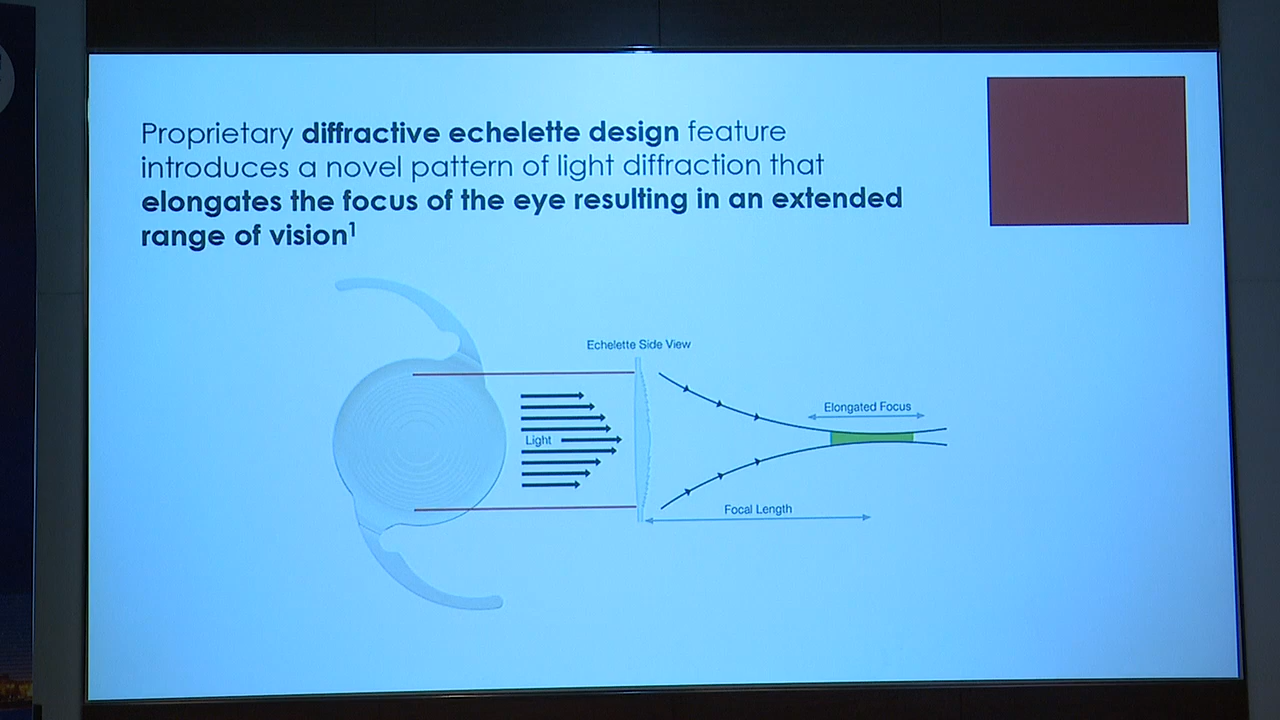 Proprietary diffractive echelette design feature
introduces a novel pattern of light diffraction that
elongates the focus of the eye resulting in an extended
range of vision¹
Echelette Side View
Elongated Focus
Light
Focal Length